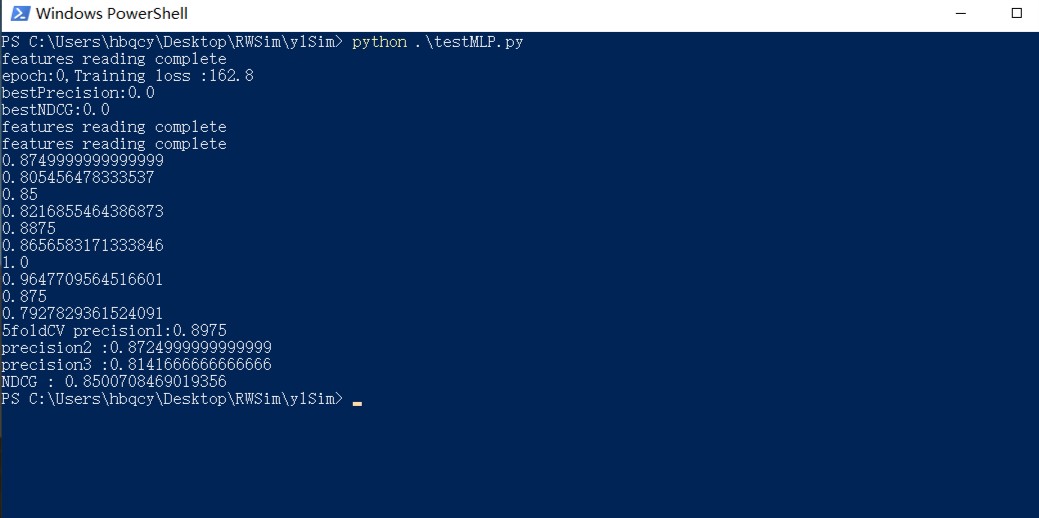 Windows PowerShell
PS C:\Users\hbqcy\Desktop\RWSim\y1Sim> python .\testMLP.py
features reading complete
epoch:0,Training loss :162.8
bestPrecision:0.0
bestNDCG:0.0
features reading complete
features reading complete
0.8749999999999999
0.805456478333537
0.85
0.8216855464386873
0.8875
0.8656583171333846
1.0
0.9647709564516601
0.875
0.7927829361524091
5foldCV precision1:0.8975
precision2 :0.8724999999999999
precision3 :0.8141666666666666
NDCG : 0.8500708469019356
PS C:\Users\hbqcy\Desktop\RWSim\y1Sim>